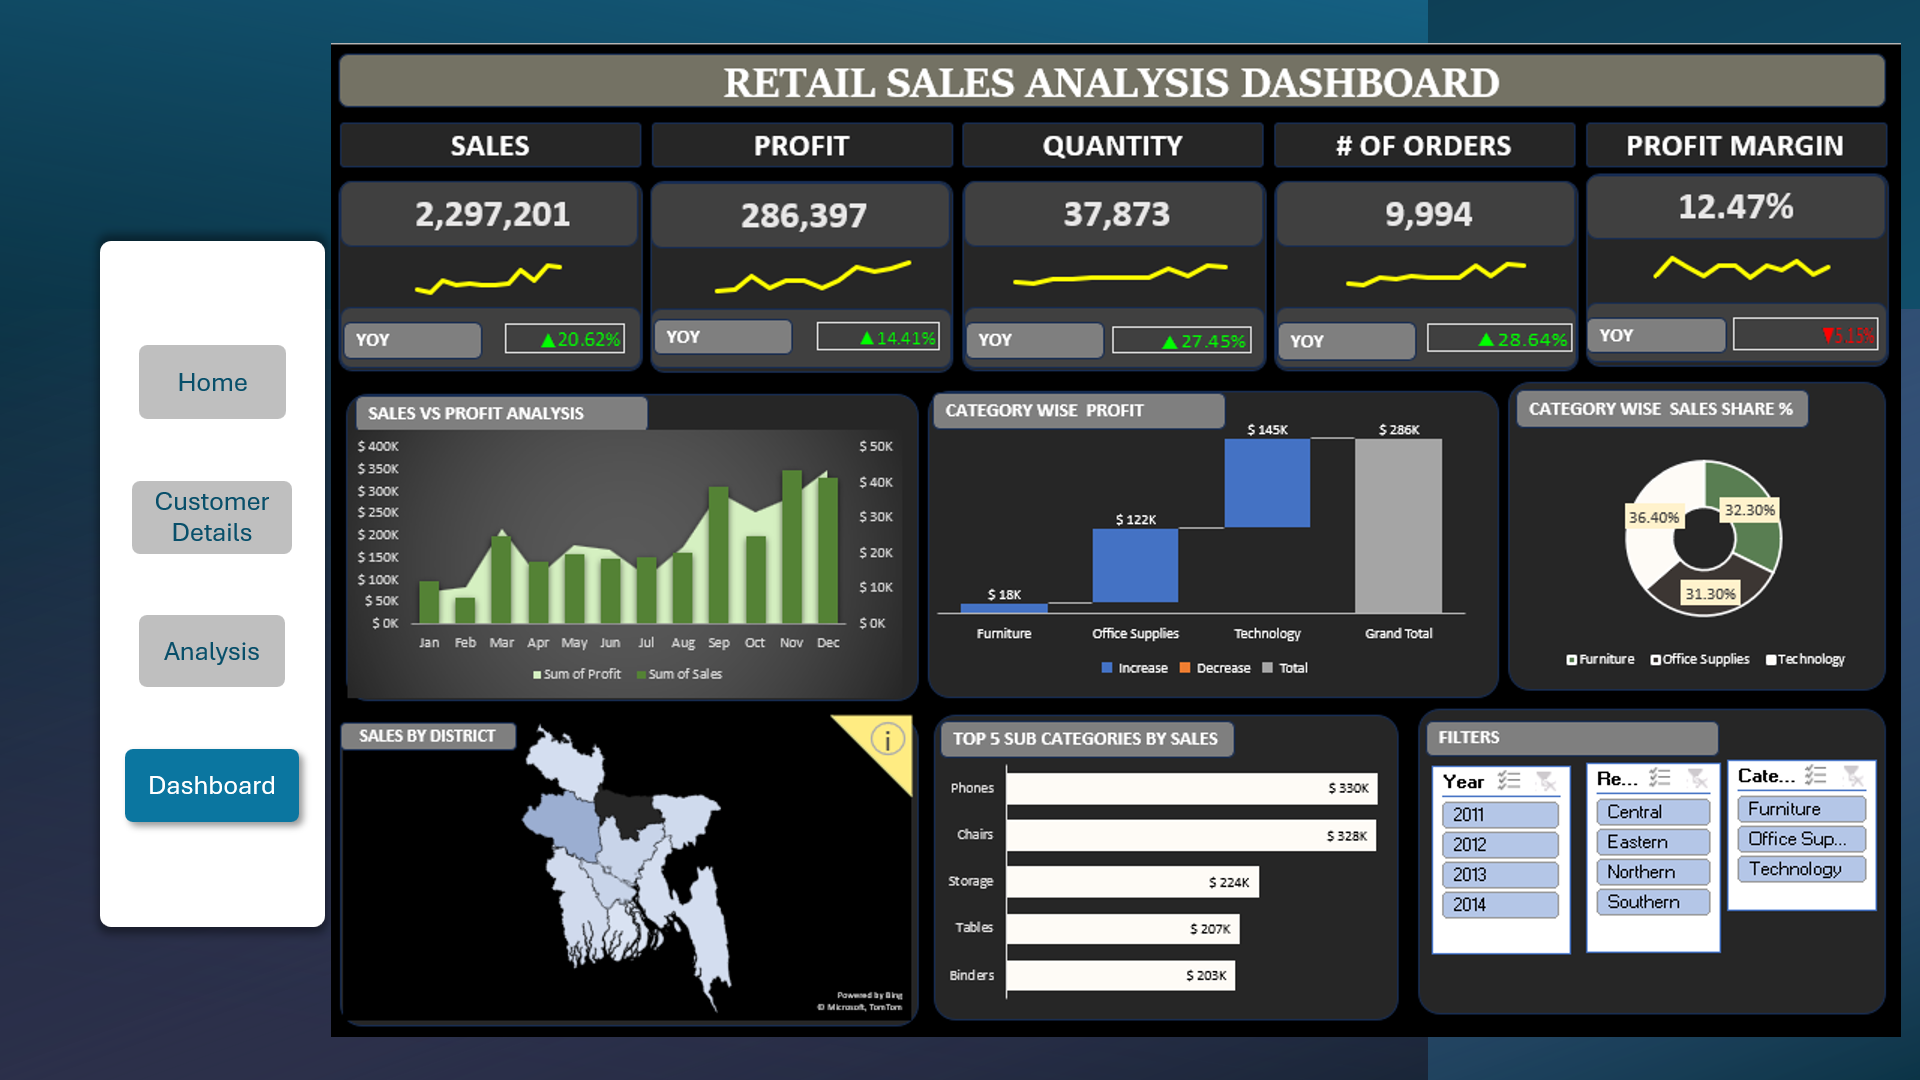 RETAIL SALES ANALYSIS DASHBOARD
SALES
PROFIT
QUANTITY
# OF ORDERS
PROFIT MARGIN
2,297,201
286,397
37,873
9,994
12.47%
YOY ▲20.62%
YOY ▲14.41%
YOY ▲27.45%
YOY ▲28.64%
YOY ▼5.15%
Home
Customer
Details
Analysis
Dashboard
SALES VS PROFIT ANALYSIS
$ 400K
$ 350K
$ 300K
$ 250K
$ 200K
$ 150K
$ 100K
$ 50K
$ 0K
$ 50K
$ 40K
$ 30K
$ 20K
$ 10K
$ 0K
Jan Feb Mar Apr May Jun Jul Aug Sep Oct Nov Dec
Sum of Profit Sum of Sales
CATEGORY WISE PROFIT
$ 18K
$ 122K
$ 145K
$ 286K
Furniture Office Supplies Technology Grand Total
Increase Decrease Total
CATEGORY WISE SALES SHARE %
36.40%
32.30%
31.30%
Furniture Office Supplies Technology
SALES BY DISTRICT
i
Powered by Bing
© Microsoft, TomTom
TOP 5 SUB CATEGORIES BY SALES
Phones $ 330K
Chairs $ 328K
Storage $ 224K
Tables $ 207K
Binders $ 203K
FILTERS
Year
2011
2012
2013
2014
Re...
Central
Eastern
Northern
Southern
Cate...
Furniture
Office Sup...
Technology